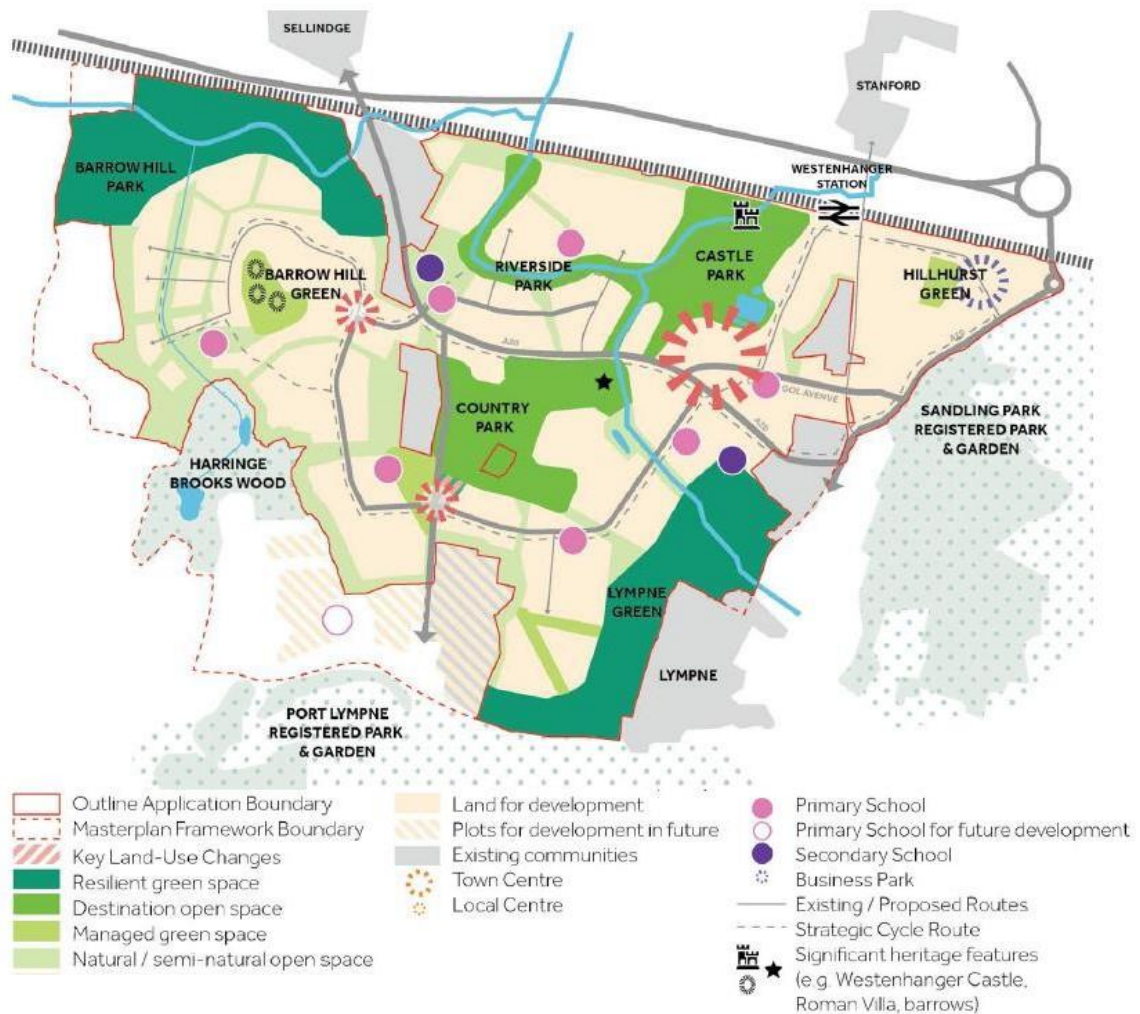 SELLINDGE
STANFORD
WESTENHANGER
STATION
BARROW HILL
PARK
CASTLE
PARK
RIVERSIDE
PARK
HILLHURST
GREEN
BARROW HILL
GREEN
A20
A20
AVENUE
A20
COUNTRY
PARK
SANDLING PARK
REGISTERED PARK
& GARDEN
HARRINGE
BROOKS WOOD
LYMPNE
GREEN
LYMPNE
PORT LYMPNE
REGISTERED PARK
& GARDEN
Outline Application Boundary
Masterplan Framework Boundary
Key Land-Use Changes
Resilient green space
Destination open space
Managed green space
Natural / semi-natural open space
Land for development
Plots for development in future
Existing communities
Town Centre
Local Centre
Primary School
Primary School for future development
Secondary School
Business Park
Existing / Proposed Routes
Strategic Cycle Route
Significant heritage features
(e.g. Westenhanger Castle,
Roman Villa, barrows)